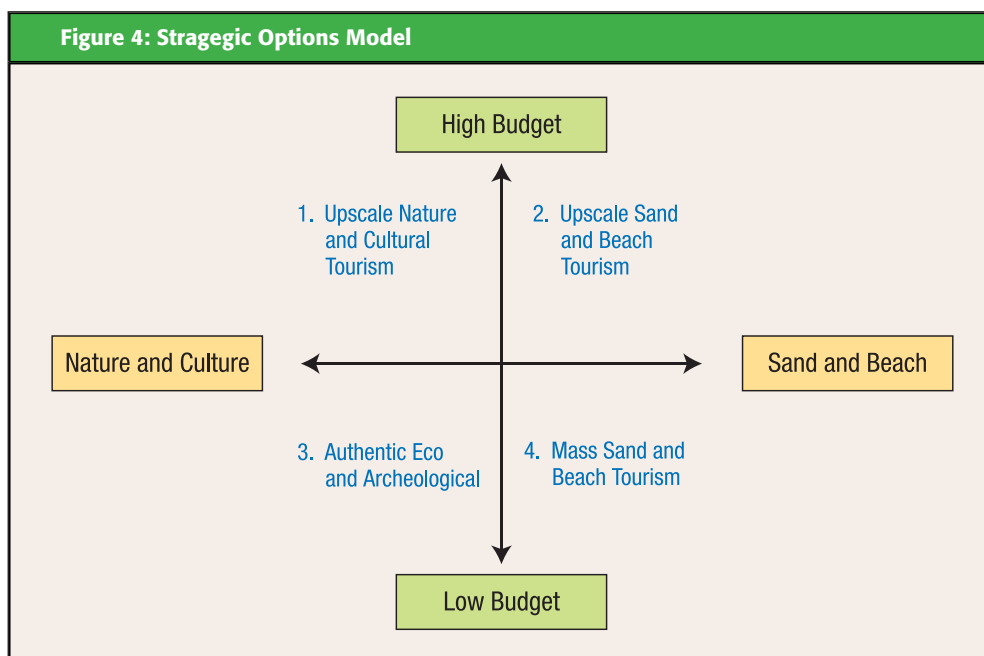 Figure 4: Stragegic Options Model
High Budget
1. Upscale Nature
and Cultural
Tourism
2. Upscale Sand
and Beach
Tourism
Nature and Culture
Sand and Beach
3. Authentic Eco
and Archeological
4. Mass Sand and
Beach Tourism
Low Budget